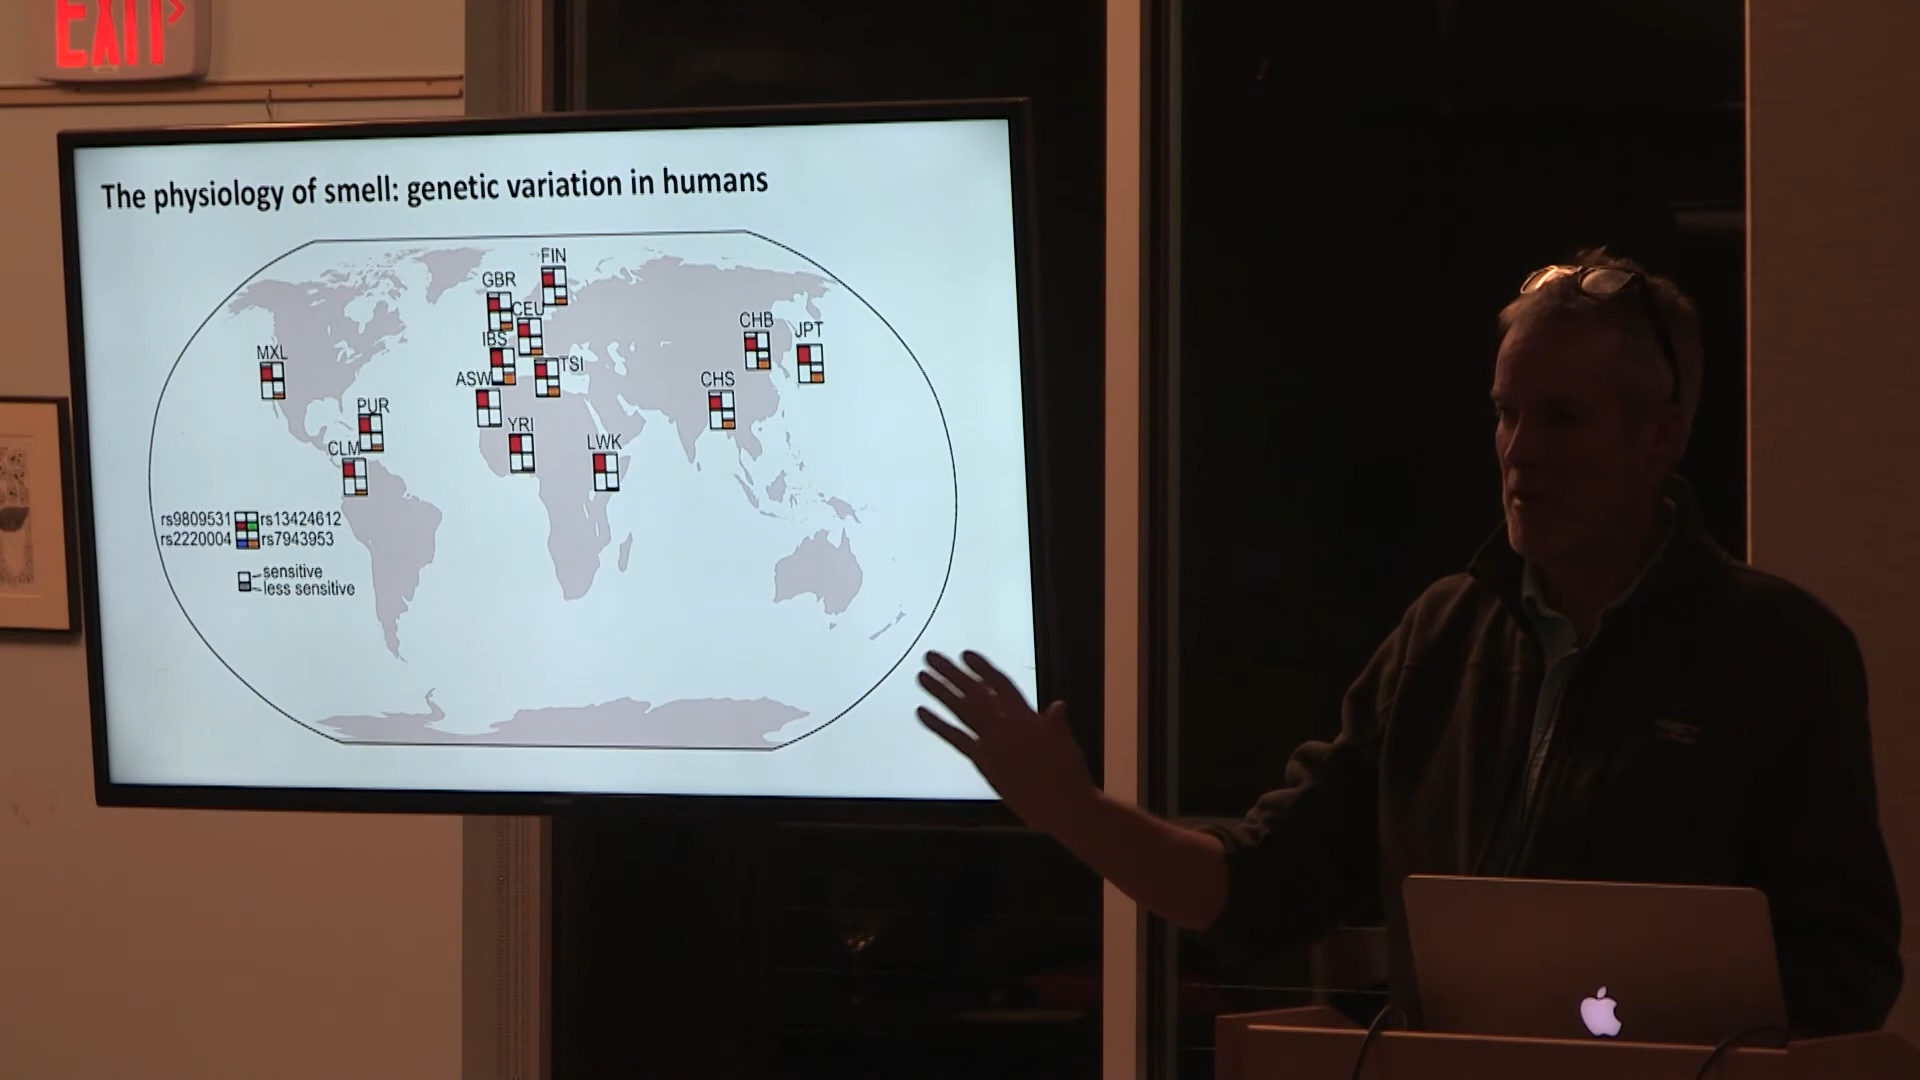 EXIT
The physiology of smell: genetic variation in humans
FIN
GBR
CEU
IBS
TSI
ASW
YRI
LWK
CHB
JPT
CHS
MXL
PUR
CLM
rs9809531 rs13424612
rs2220004 rs7943953
sensitive
less sensitive